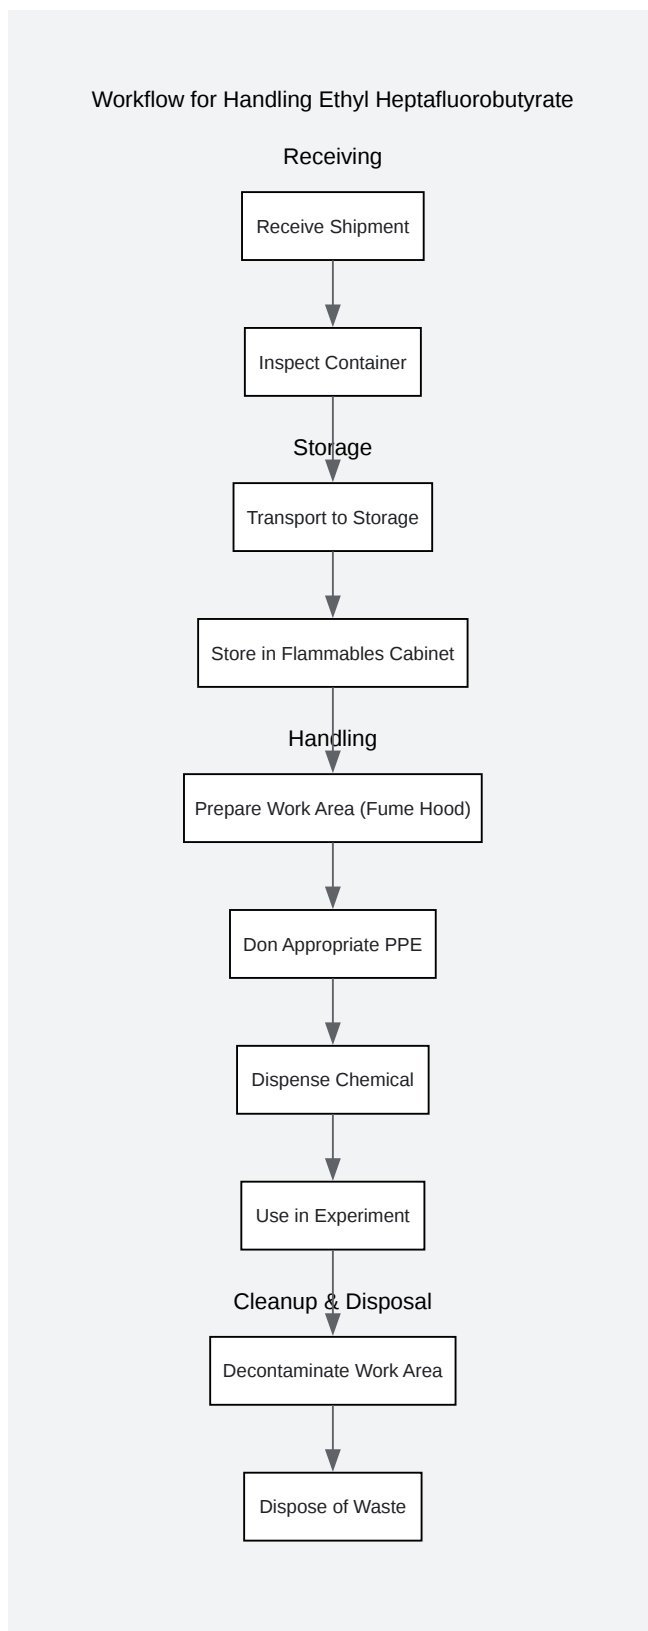 Workflow for Handling Ethyl Heptafluorobutyrate
Receiving
Receive Shipment
Inspect Container
Storage
Transport to Storage
Store in Flammables Cabinet
Handling
Prepare Work Area (Fume Hood)
Don Appropriate PPE
Dispense Chemical
Use in Experiment
Cleanup & Disposal
Decontaminate Work Area
Dispose of Waste